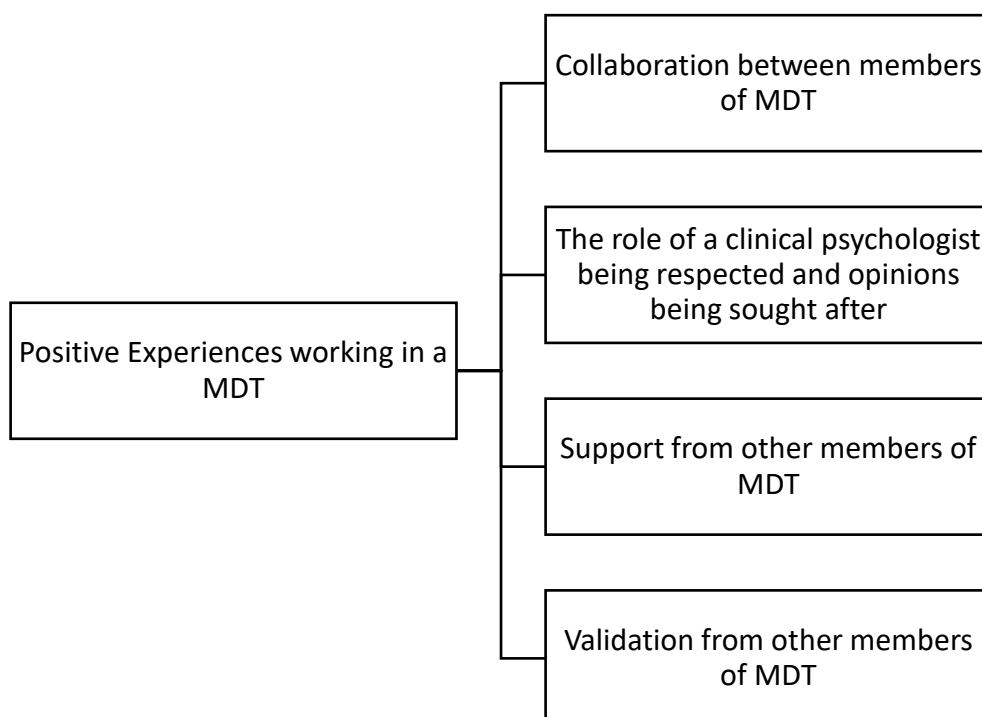 Collaboration between members
of MDT
The role of a clinical psychologist
being respected and opinions
being sought after
Positive Experiences working in a
MDT
Support from other members of
MDT
Validation from other members
of MDT